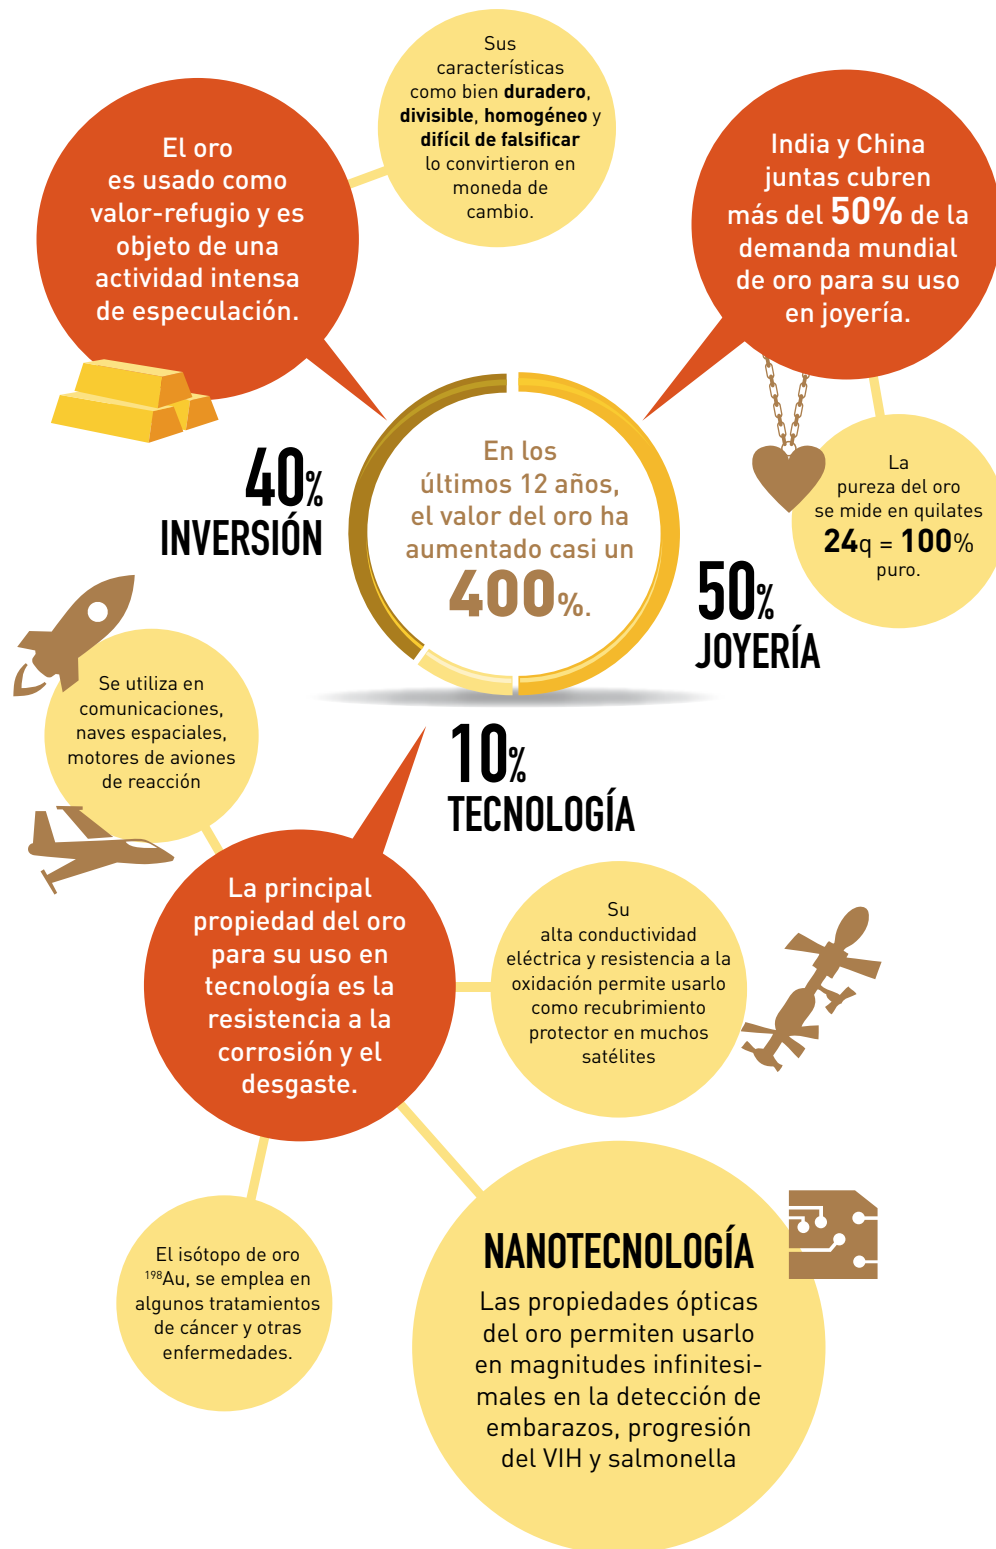 Sus
características
como bien duradero,
divisible, homogéneo y
difícil de falsificar
lo convirtieron en
moneda de
cambio.
El oro
es usado como
valor-refugio y es
objeto de una
actividad intensa
de especulación.
India y China
juntas cubren
más del 50% de la
demanda mundial
de oro para su uso
en joyería.
40%
INVERSIÓN
En los
últimos 12 años,
el valor del oro ha
aumentado casi un
400%.
La
pureza del oro
se mide en quilates
24q = 100%
puro.
50%
JOYERÍA
Se utiliza en
comunicaciones,
naves espaciales,
motores de aviones
de reacción
10%
TECNOLOGÍA
La principal
propiedad del oro
para su uso en
tecnología es la
resistencia a la
corrosión y el
desgaste.
Su
alta conductividad
eléctrica y resistencia a la
oxidación permite usarlo
como recubrimiento
protector en muchos
satélites
El isótopo de oro
¹⁹⁸Au, se emplea en
algunos tratamientos
de cáncer y otras
enfermedades.
NANOTECNOLOGÍA
Las propiedades ópticas
del oro permiten usarlo
en magnitudes infinitesi-
males en la detección de
embarazos, progresión
del VIH y salmonella